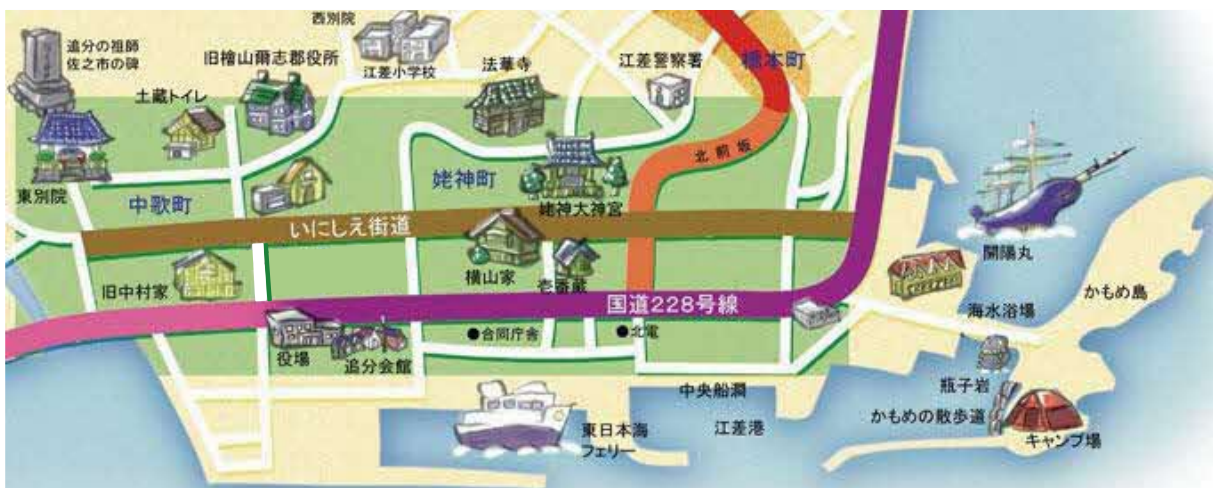 西別院
追分の祖師
佐之市の碑
旧檜山爾志郡役所
江差小学校
法華寺
江差警察署
橋本町
土蔵トイレ
北前坂
東別院
中歌町
姥神町
姥神大神宮
いにしえ街道
開陽丸
旧中村家
横山家
壱番蔵
かもめ島
国道228号線
海水浴場
●合同庁舎
●北電
役場
追分会館
中央船溜
瓶子岩
かもめの散歩道
東日本海
フェリー
江差港
キャンプ場